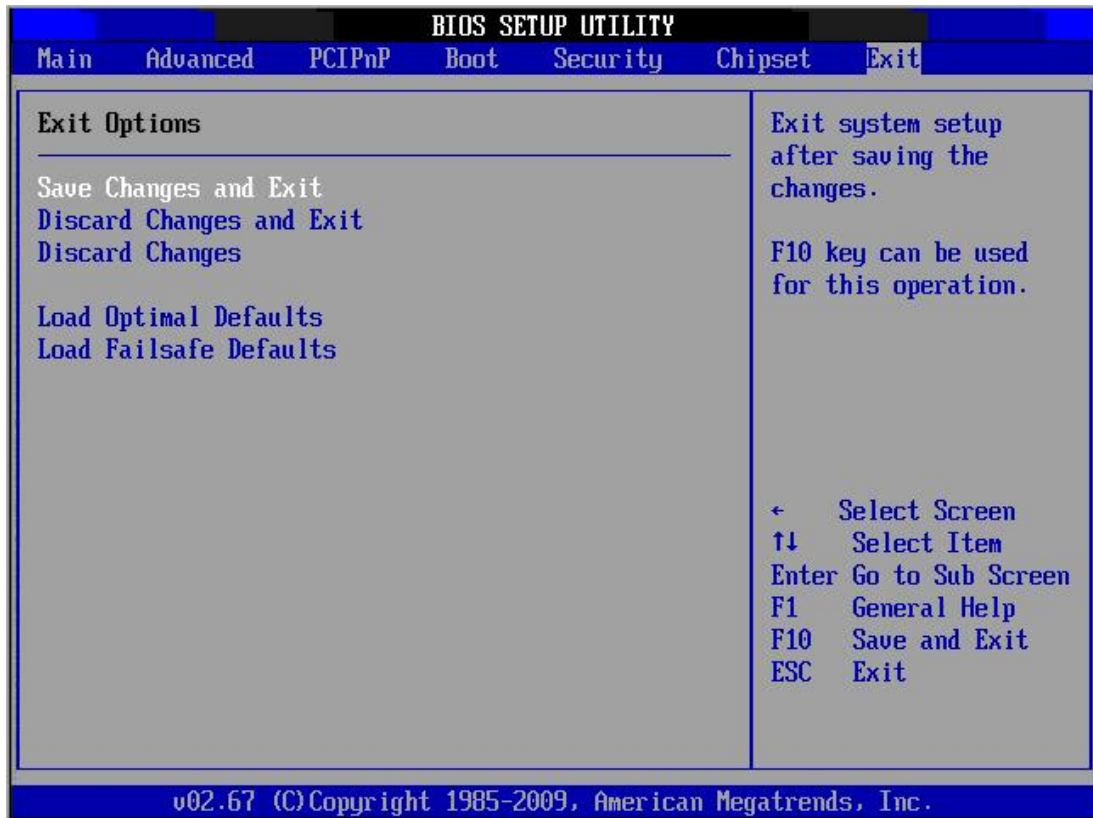 BIOS SETUP UTILITY
Main Advanced PCIPnP Boot Security Chipset Exit
Exit Options
Save Changes and Exit
Discard Changes and Exit
Discard Changes
Load Optimal Defaults
Load Failsafe Defaults
Exit system setup
after saving the
changes.
F10 key can be used
for this operation.
← Select Screen
↑↓ Select Item
Enter Go to Sub Screen
F1 General Help
F10 Save and Exit
ESC Exit
v02.67 (C)Copyright 1985-2009, American Megatrends, Inc.